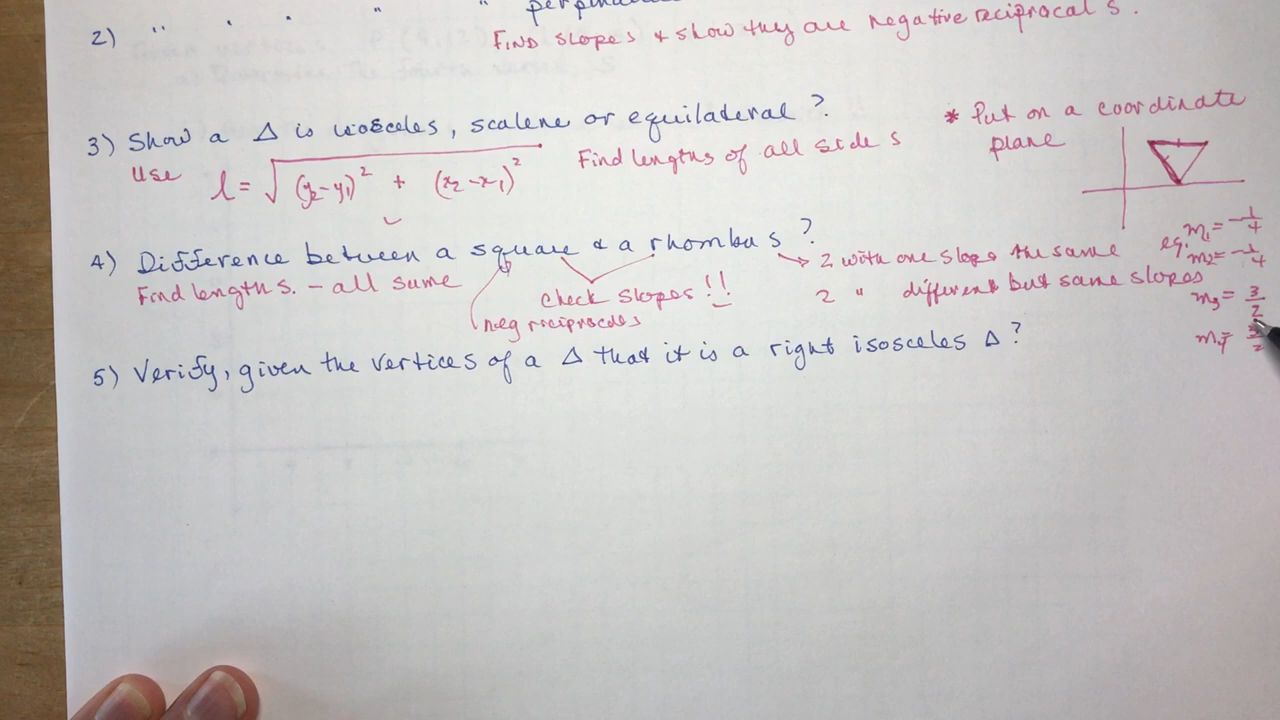 2) " " " " perpend
Find slopes & show they are negative reciprocals.
3) Show a Δ is isosceles, scalene or equilateral?
* Put on a coordinate plane
Use l = √(y₂-y₁)² + (x₂-x₁)²
Find lengths of all sides
4) Difference between a square & a rhombus?
Find lengths. - all same
check slopes!!
neg reciprocals
→ 2 with one slope the same
2 " different but same slopes
eg. m₁ = -1/4
m₂ = -1/4
m₃ = 3/2
m₄ = 3/2
5) Verify, given the vertices of a Δ that it is a right isosceles Δ?